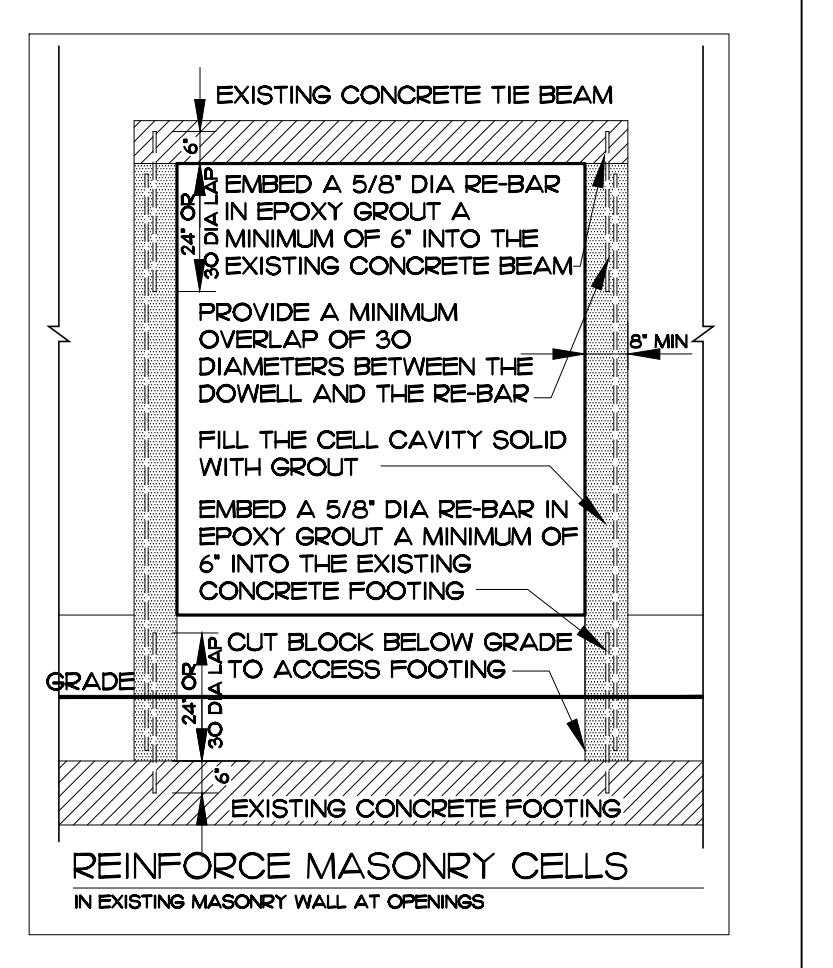 EXISTING CONCRETE TIE BEAM
6"
24" OR
30 DIA LAP
EMBED A 5/8" DIA RE-BAR
IN EPOXY GROUT A
MINIMUM OF 6" INTO THE
EXISTING CONCRETE BEAM
PROVIDE A MINIMUM
OVERLAP OF 30
DIAMETERS BETWEEN THE
DOWELL AND THE RE-BAR
8" MIN
FILL THE CELL CAVITY SOLID
WITH GROUT
EMBED A 5/8" DIA RE-BAR IN
EPOXY GROUT A MINIMUM OF
6" INTO THE EXISTING
CONCRETE FOOTING
CUT BLOCK BELOW GRADE
TO ACCESS FOOTING
GRADE
24" OR
30 DIA LAP
6"
EXISTING CONCRETE FOOTING
REINFORCE MASONRY CELLS
IN EXISTING MASONRY WALL AT OPENINGS